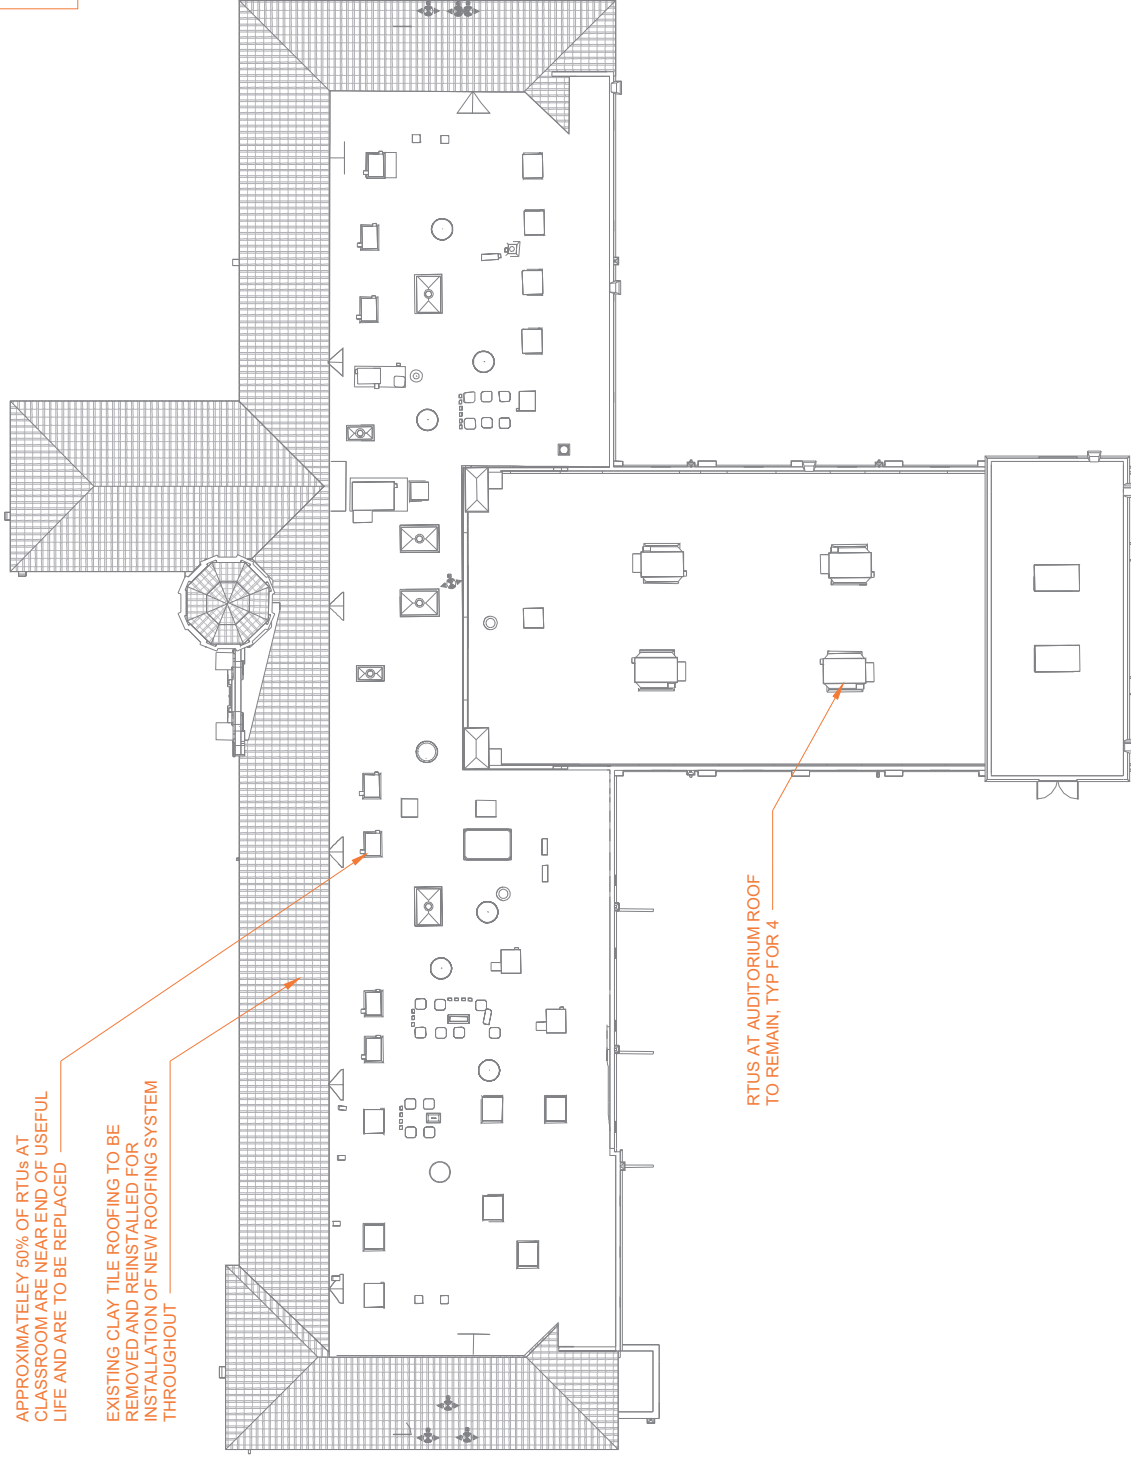 APPROXIMATELEY 50% OF RTUs AT
CLASSROOM ARE NEAR END OF USEFUL
LIFE AND ARE TO BE REPLACED
EXISTING CLAY TILE ROOFING TO BE
REMOVED AND REINSTALLED FOR
INSTALLATION OF NEW ROOFING SYSTEM
THROUGHOUT
RTUS AT AUDITORIUM ROOF
TO REMAIN, TYP FOR 4